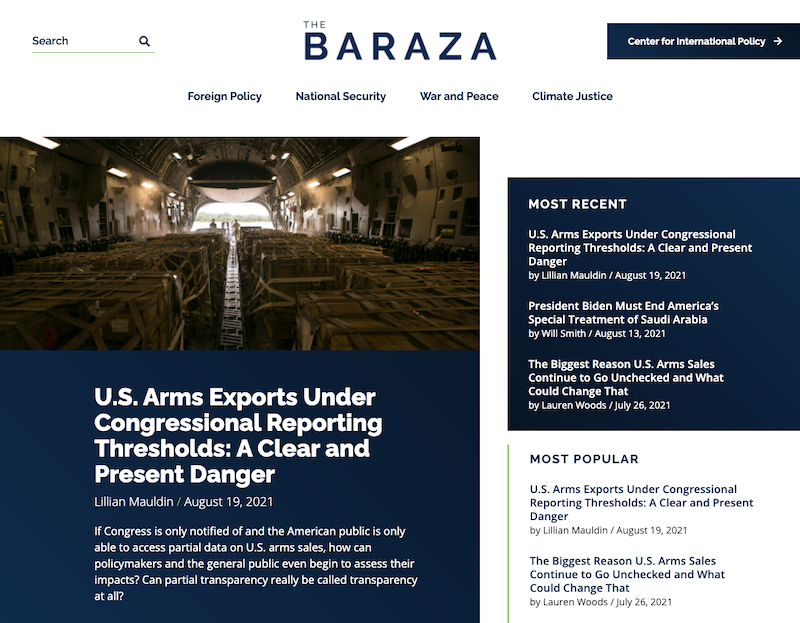 Search
THE
BARAZA
Center for International Policy
Foreign Policy
National Security
War and Peace
Climate Justice
U.S. Arms Exports Under
Congressional Reporting
Thresholds: A Clear and
Present Danger
Lillian Mauldin / August 19, 2021
If Congress is only notified of and the American public is only
able to access partial data on U.S. arms sales, how can
policymakers and the general public even begin to assess their
impacts? Can partial transparency really be called transparency
at all?
MOST RECENT
U.S. Arms Exports Under Congressional
Reporting Thresholds: A Clear and Present
Danger
by Lillian Mauldin / August 19, 2021
President Biden Must End America’s
Special Treatment of Saudi Arabia
by Will Smith / August 13, 2021
The Biggest Reason U.S. Arms Sales
Continue to Go Unchecked and What
Could Change That
by Lauren Woods / July 26, 2021
MOST POPULAR
U.S. Arms Exports Under Congressional
Reporting Thresholds: A Clear and Present
Danger
by Lillian Mauldin / August 19, 2021
The Biggest Reason U.S. Arms Sales
Continue to Go Unchecked and What
Could Change That
by Lauren Woods / July 26, 2021